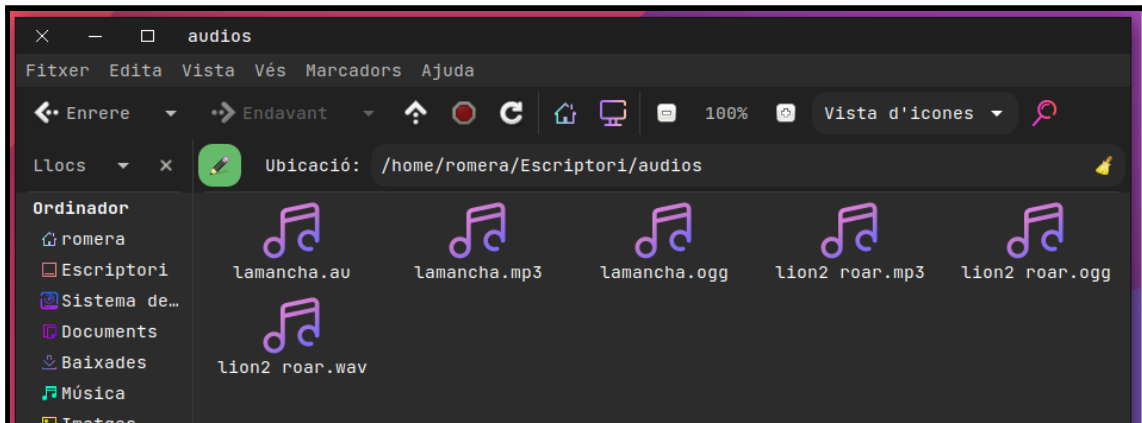 audios
Fitxer Edita Vista Vés Marcadors Ajuda
Enrere Endavant 100% Vista d'icones
Llocs Ubicació: /home/romera/Escriptori/audios
Ordinador
romera
Escriptori
Sistema de…
Documents
Baixades
Música
lamancha.au lamancha.mp3 lamancha.ogg lion2 roar.mp3 lion2 roar.ogg
lion2 roar.wav